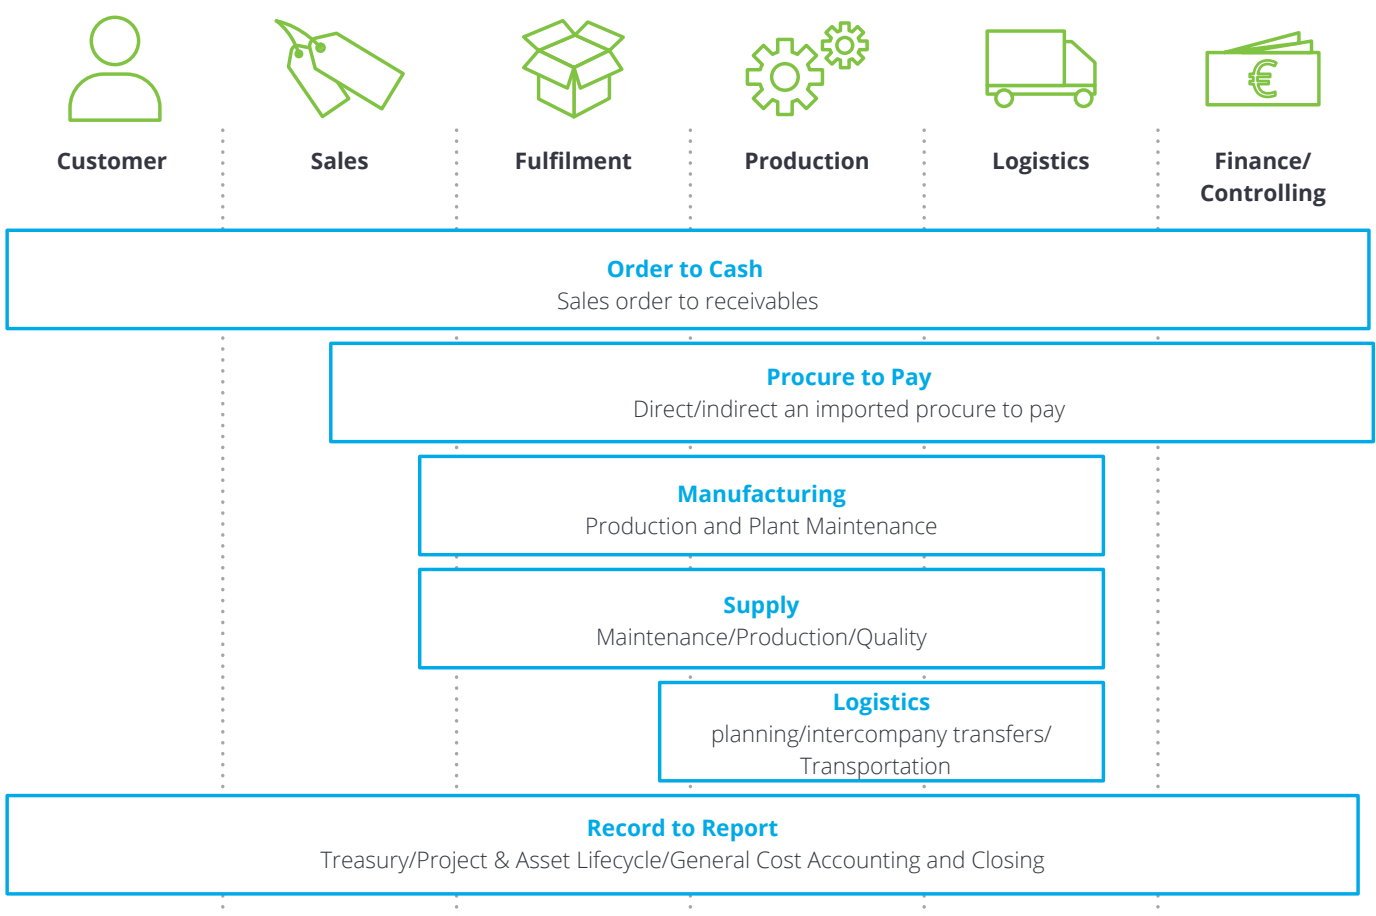 Customer
Sales
Fulfilment
Production
Logistics
Finance/
Controlling
Order to Cash
Sales order to receivables
Procure to Pay
Direct/indirect an imported procure to pay
Manufacturing
Production and Plant Maintenance
Supply
Maintenance/Production/Quality
Logistics
planning/intercompany transfers/
Transportation
Record to Report
Treasury/Project & Asset Lifecycle/General Cost Accounting and Closing